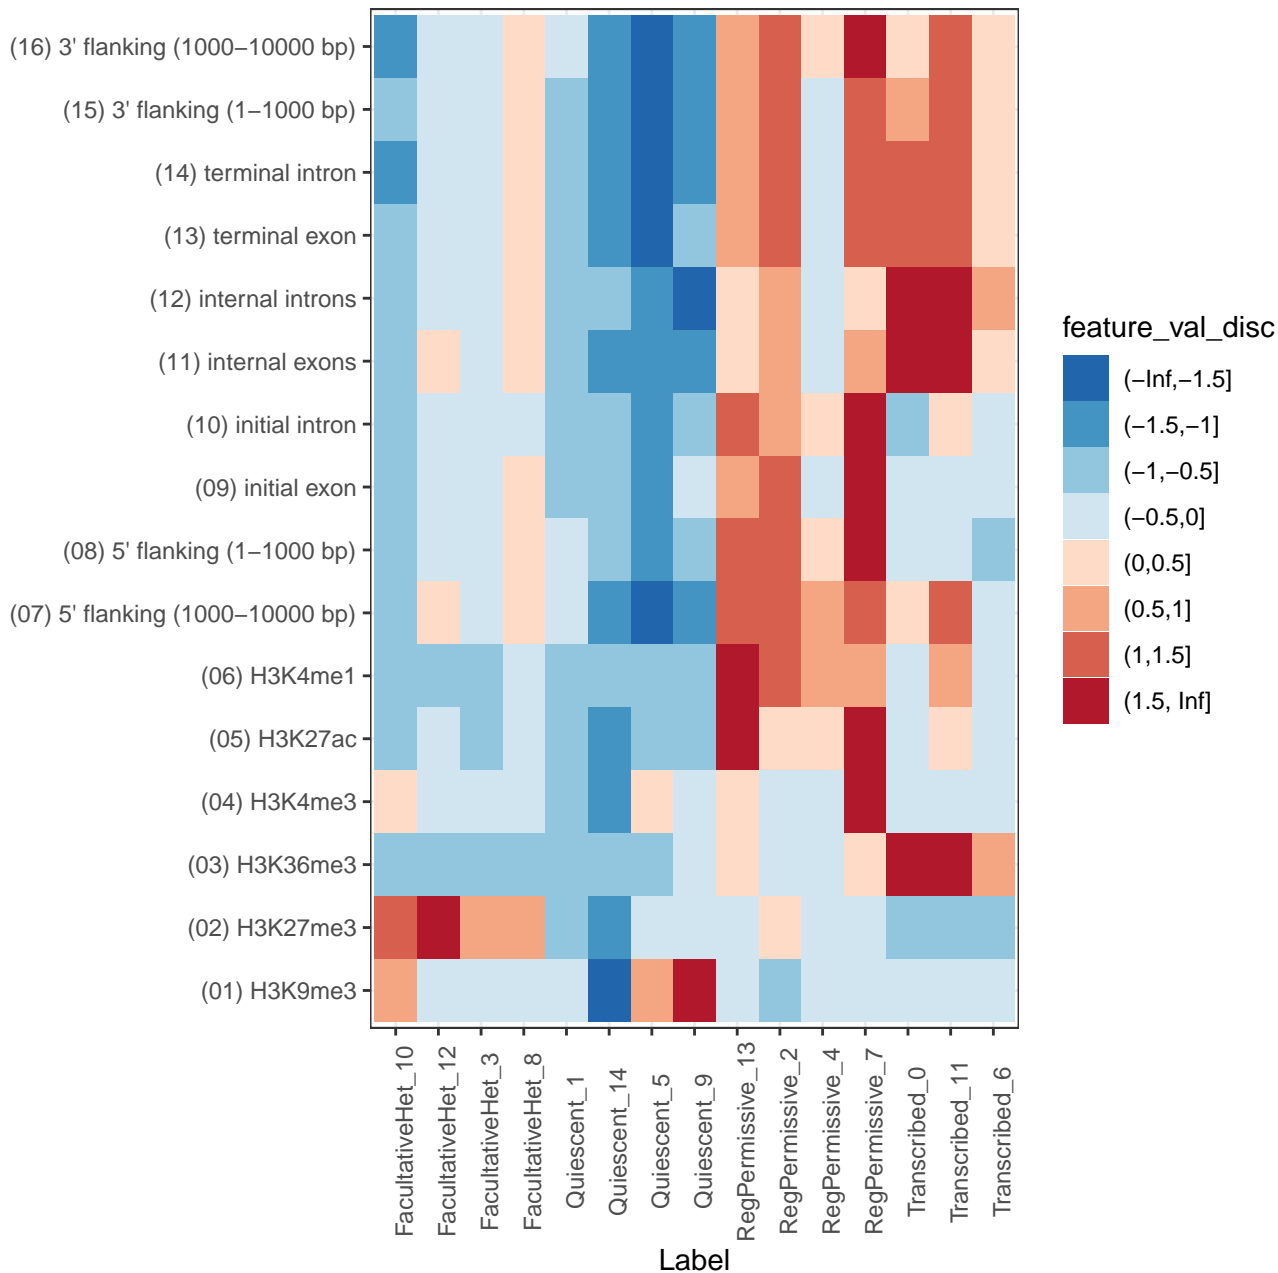 (16) 3' flanking (1000−10000 bp)
(15) 3' flanking (1−1000 bp)
(14) terminal intron
(13) terminal exon
(12) internal introns
(11) internal exons
(10) initial intron
(09) initial exon
(08) 5' flanking (1−1000 bp)
(07) 5' flanking (1000−10000 bp)
(06) H3K4me1
(05) H3K27ac
(04) H3K4me3
(03) H3K36me3
(02) H3K27me3
(01) H3K9me3
FacultativeHet_10
FacultativeHet_12
FacultativeHet_3
FacultativeHet_8
Quiescent_1
Quiescent_14
Quiescent_5
Quiescent_9
RegPermissive_13
RegPermissive_2
RegPermissive_4
RegPermissive_7
Transcribed_0
Transcribed_11
Transcribed_6
Label
feature_val_disc
(−Inf,−1.5]
(−1.5,−1]
(−1,−0.5]
(−0.5,0]
(0,0.5]
(0.5,1]
(1,1.5]
(1.5, Inf]